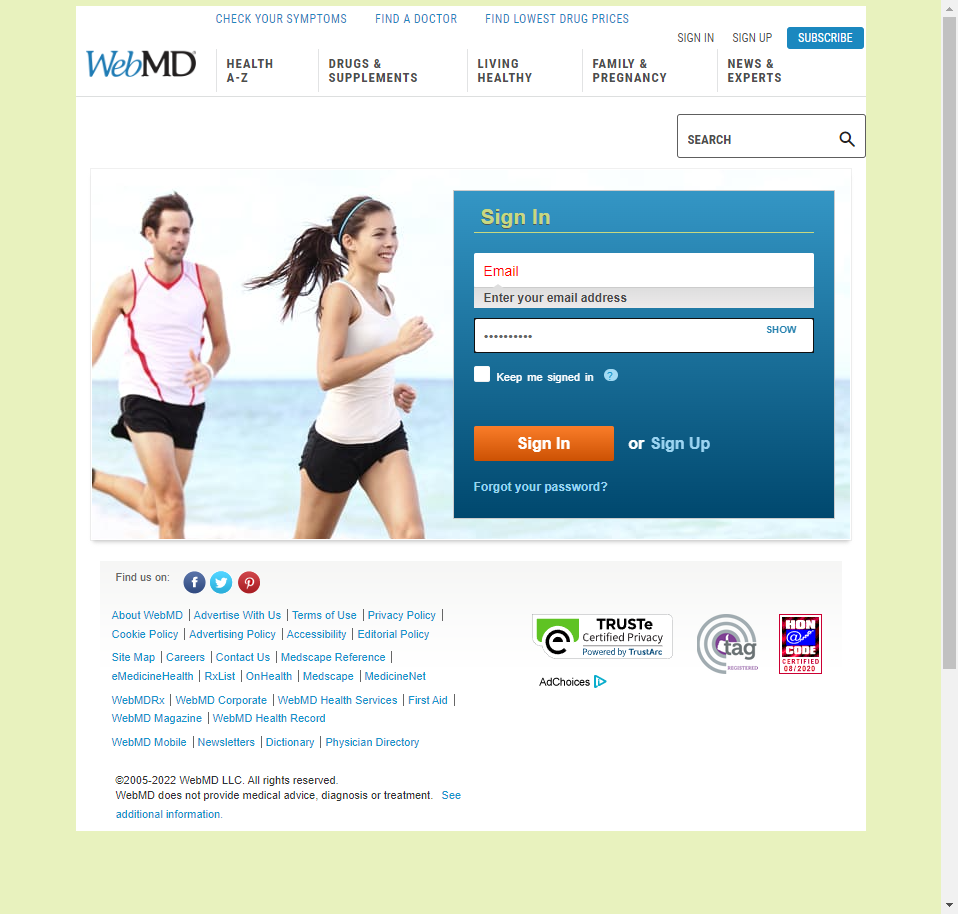 CHECK YOUR SYMPTOMS FIND A DOCTOR FIND LOWEST DRUG PRICES
SIGN IN SIGN UP SUBSCRIBE
WebMD
HEALTH A-Z
DRUGS & SUPPLEMENTS
LIVING HEALTHY
FAMILY & PREGNANCY
NEWS & EXPERTS
SEARCH
Sign In
Email
Enter your email address
•••••••••• SHOW
Keep me signed in ?
Sign In or Sign Up
Forgot your password?
Find us on:
About WebMD | Advertise With Us | Terms of Use | Privacy Policy |
Cookie Policy | Advertising Policy | Accessibility | Editorial Policy
Site Map | Careers | Contact Us | Medscape Reference |
eMedicineHealth | RxList | OnHealth | Medscape | MedicineNet
WebMDRx | WebMD Corporate | WebMD Health Services | First Aid |
WebMD Magazine | WebMD Health Record
WebMD Mobile | Newsletters | Dictionary | Physician Directory
TRUSTe
Certified Privacy
Powered by TrustArc
AdChoices
tag
REGISTERED
HON
@
CODE
CERTIFIED
08/2020
©2005-2022 WebMD LLC. All rights reserved.
WebMD does not provide medical advice, diagnosis or treatment. See
additional information.